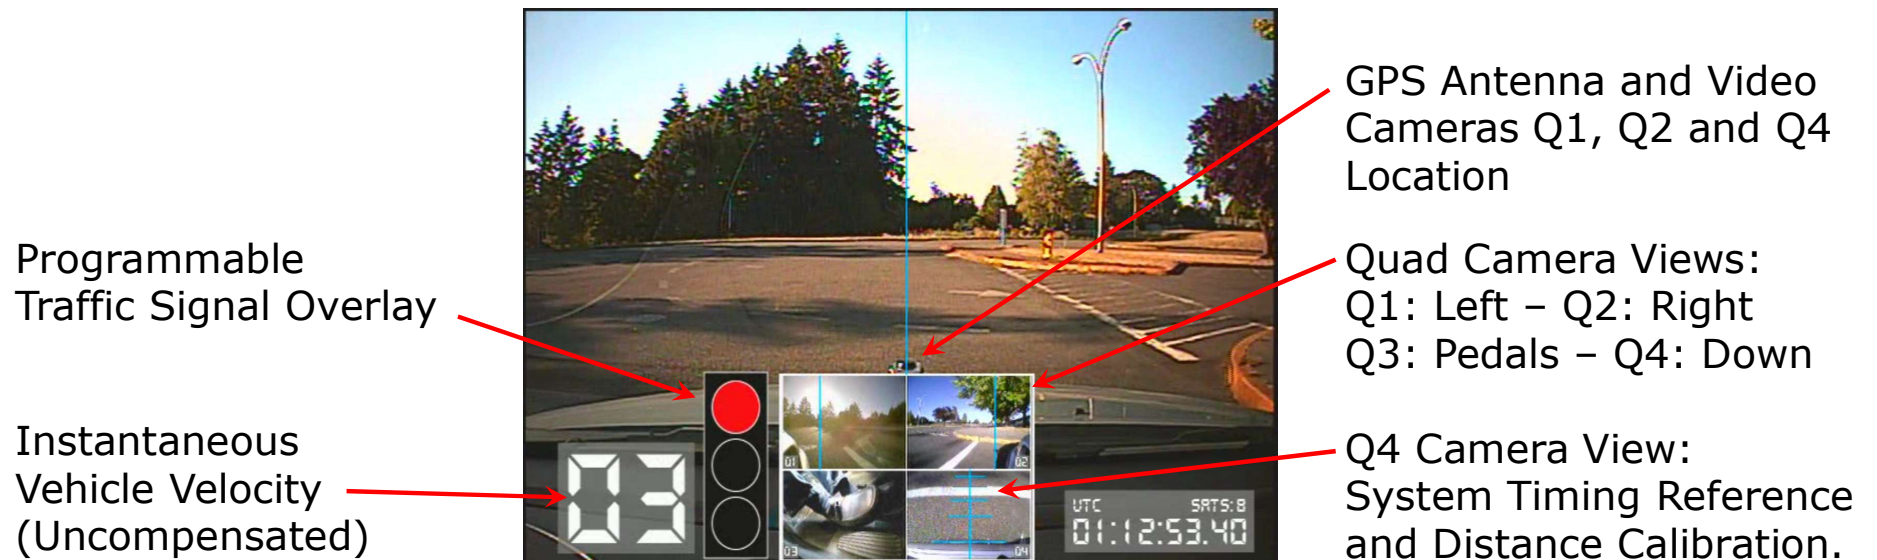 GPS Antenna and Video
Cameras Q1, Q2 and Q4
Location
Programmable
Traffic Signal Overlay
Quad Camera Views:
Q1: Left – Q2: Right
Q3: Pedals – Q4: Down
Instantaneous
Vehicle Velocity
(Uncompensated)
Q4 Camera View:
System Timing Reference
and Distance Calibration.
03
01
02
03
04
UTC SATS:8
01:12:53.40